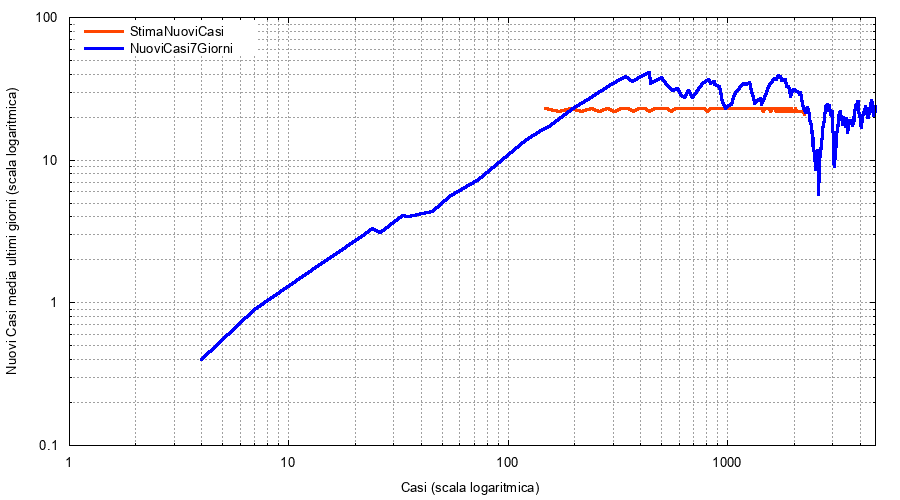 100
StimaNuoviCasi
NuoviCasi7Giorni
Nuovi Casi media ultimi giorni (scala logaritmica)
10
1
0.1
1
10
100
1000
Casi (scala logaritmica)